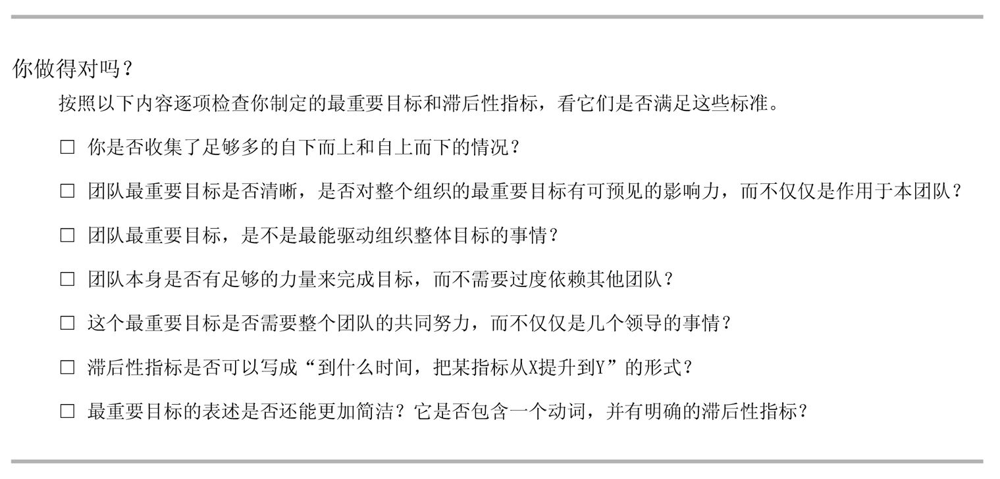 你做得对吗？
按照以下内容逐项检查你制定的最重要目标和滞后性指标，看它们是否满足这些标准。
□ 你是否收集了足够多的自下而上和自上而下的情况？
□ 团队最重要目标是否清晰，是否对整个组织的最重要目标有可预见的影响力，而不仅仅是作用于本团队？
□ 团队最重要目标，是不是最能驱动组织整体目标的事情？
□ 团队本身是否有足够的力量来完成目标，而不需要过度依赖其他团队？
□ 这个最重要目标是否需要整个团队的共同努力，而不仅仅是几个领导的事情？
□ 滞后性指标是否可以写成“到什么时间，把某指标从X提升到Y”的形式？
□ 最重要目标的表述是否还能更加简洁？它是否包含一个动词，并有明确的滞后性指标？